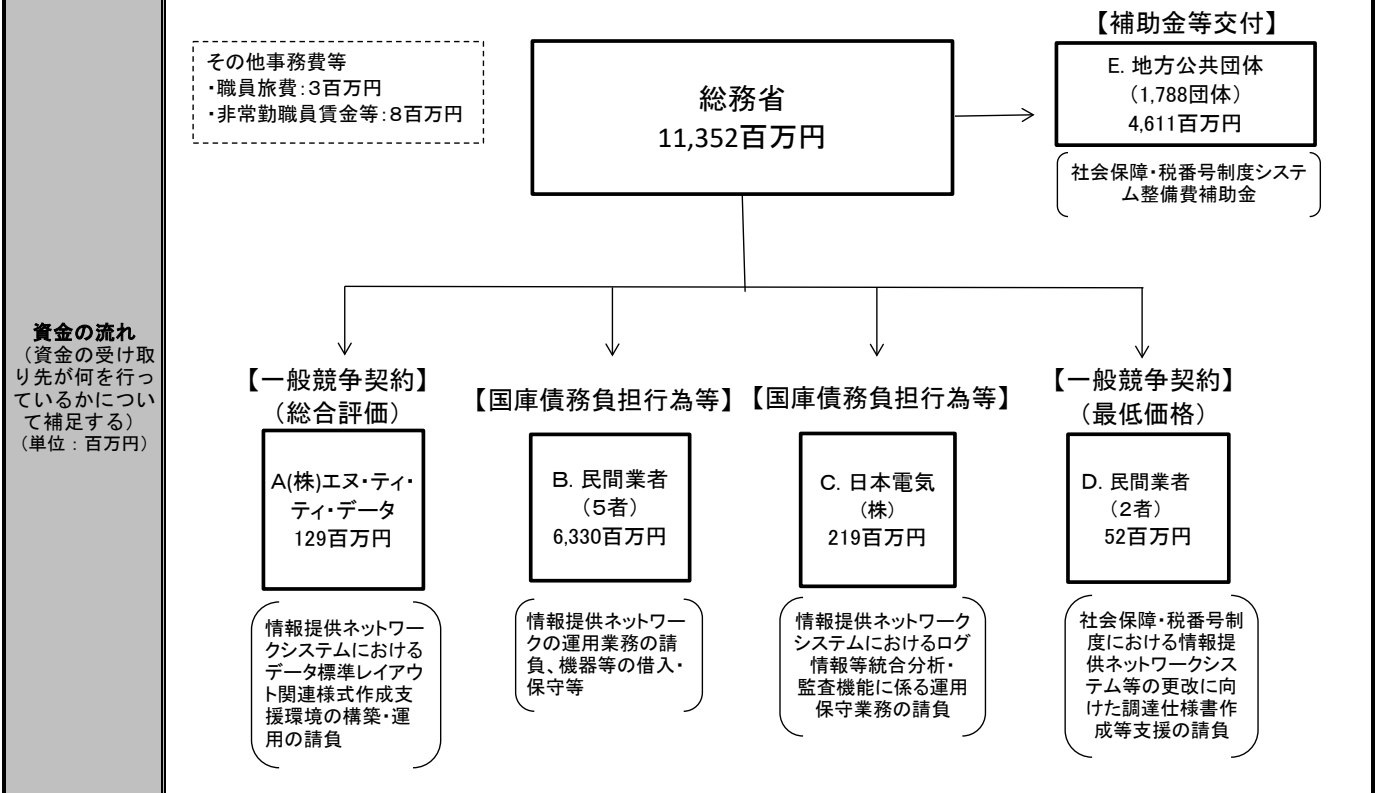 資金の流れ
(資金の受け取
り先が何を行っ
ているかについ
て補足する)
(単位:百万円)
その他事務費等
・職員旅費:3百万円
・非常勤職員賃金等:8百万円
総務省
11,352百万円
【補助金等交付】
E. 地方公共団体
(1,788団体)
4,611百万円
社会保障・税番号制度システ
ム整備費補助金
【一般競争契約】
(総合評価)
A(株)エヌ・ティ・
ティ・データ
129百万円
情報提供ネットワー
クシステムにおける
データ標準レイアウ
ト関連様式作成支
援環境の構築・運
用の請負
【国庫債務負担行為等】
B. 民間業者
(5者)
6,330百万円
情報提供ネットワー
クの運用業務の請
負、機器等の借入・
保守等
【国庫債務負担行為等】
C. 日本電気
(株)
219百万円
情報提供ネットワーク
システムにおけるログ
情報等統合分析・
監査機能に係る運用
保守業務の請負
【一般競争契約】
(最低価格)
D. 民間業者
(2者)
52百万円
社会保障・税番号制
度における情報提
供ネットワークシス
テム等の更改に向
けた調達仕様書作
成等支援の請負